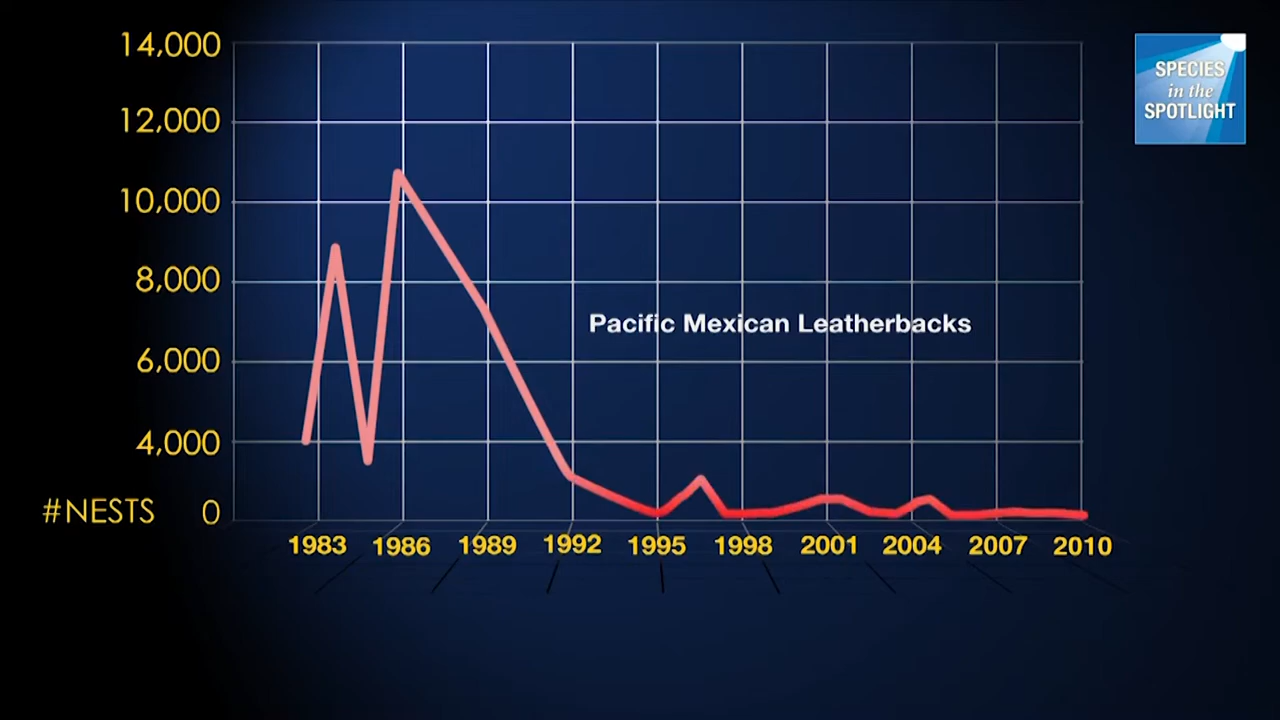 14,000
12,000
10,000
8,000
6,000
4,000
#NESTS 0
1983 1986 1989 1992 1995 1998 2001 2004 2007 2010
Pacific Mexican Leatherbacks
SPECIES
in the
SPOTLIGHT